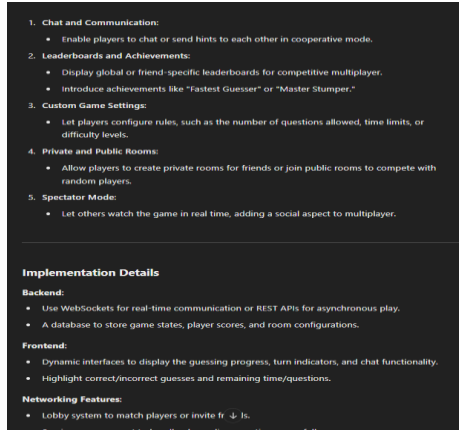 1. Chat and Communication:
• Enable players to chat or send hints to each other in cooperative mode.
2. Leaderboards and Achievements:
• Display global or friend-specific leaderboards for competitive multiplayer.
• Introduce achievements like "Fastest Guesser" or "Master Stumper."
3. Custom Game Settings:
• Let players configure rules, such as the number of questions allowed, time limits, or
difficulty levels.
4. Private and Public Rooms:
• Allow players to create private rooms for friends or join public rooms to compete with
random players.
5. Spectator Mode:
• Let others watch the game in real time, adding a social aspect to multiplayer.
Implementation Details
Backend:
• Use WebSockets for real-time communication or REST APIs for asynchronous play.
• A database to store game states, player scores, and room configurations.
Frontend:
• Dynamic interfaces to display the guessing progress, turn indicators, and chat functionality.
• Highlight correct/incorrect guesses and remaining time/questions.
Networking Features:
• Lobby system to match players or invite fr ↓ ls.